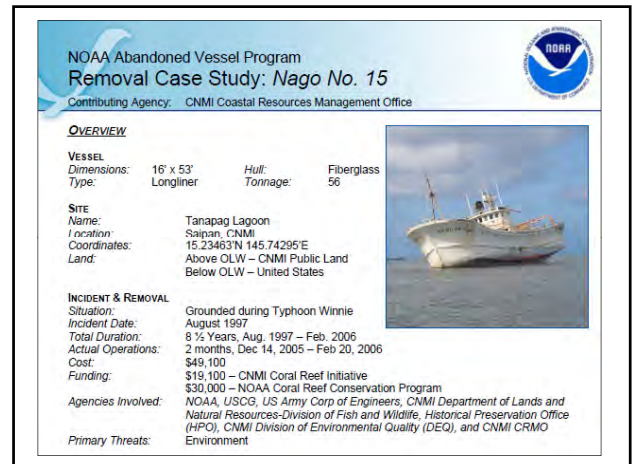 NOAA Abandoned Vessel Program
Removal Case Study: Nago No. 15
Contributing Agency: CNMI Coastal Resources Management Office
NOAA
OVERVIEW
VESSEL
Dimensions: 16' x 53' Hull: Fiberglass
Type: Longliner Tonnage: 56
SITE
Name: Tanapag Lagoon
Location: Saipan, CNMI
Coordinates: 15.23463'N 145.74295'E
Land: Above OLW – CNMI Public Land
Below OLW – United States
INCIDENT & REMOVAL
Situation: Grounded during Typhoon Winnie
Incident Date: August 1997
Total Duration: 8 ½ Years, Aug. 1997 – Feb. 2006
Actual Operations: 2 months, Dec 14, 2005 – Feb 20, 2006
Cost: $49,100
Funding: $19,100 – CNMI Coral Reef Initiative
$30,000 – NOAA Coral Reef Conservation Program
Agencies Involved: NOAA, USCG, US Army Corp of Engineers, CNMI Department of Lands and
Natural Resources-Division of Fish and Wildlife, Historical Preservation Office
(HPO), CNMI Division of Environmental Quality (DEQ), and CNMI CRMO
Primary Threats: Environment